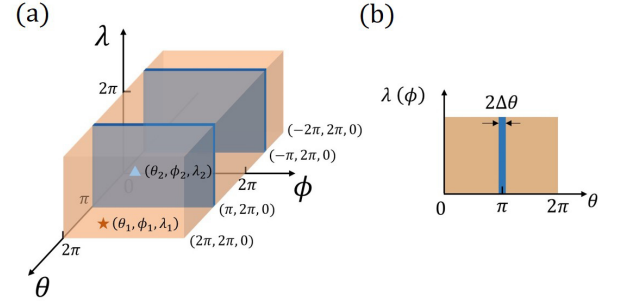 (a)
λ
2π
(−2π, 2π, 0)
(−π, 2π, 0)
(θ₂, ϕ₂, λ₂)
0
2π
ϕ
π
(π, 2π, 0)
(θ₁, ϕ₁, λ₁)
(2π, 2π, 0)
2π
θ
(b)
λ (ϕ)
2Δθ
0
π
2π
θ